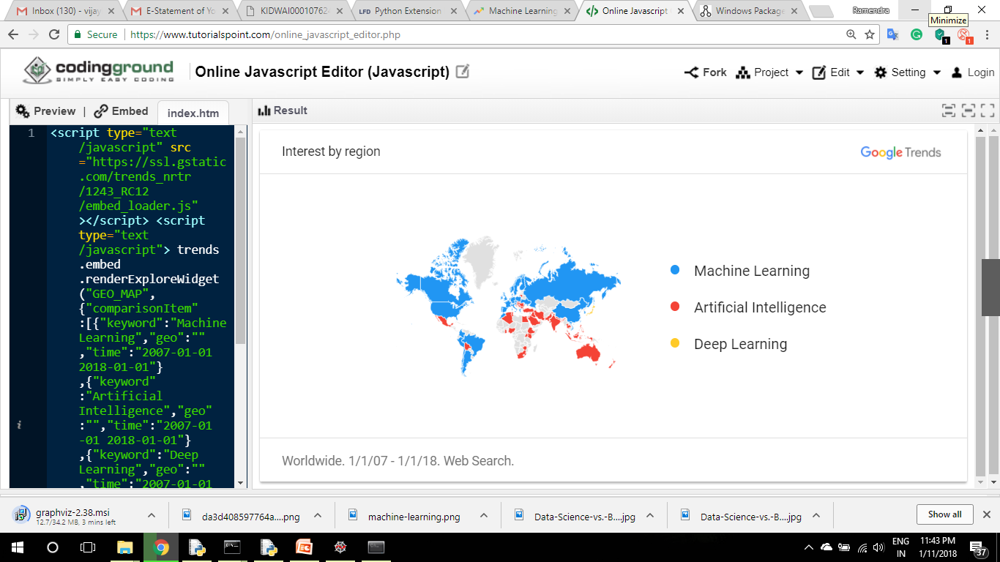 Inbox (130) - vijay
E-Statement of Yo
KIDWAI000107624
LFD Python Extension
Machine Learning
Online Javascript
Windows Package
Ramendra
Minimize
Secure
https://www.tutorialspoint.com/online_javascript_editor.php
1
1
codingground
SIMPLY EASY CODING
Online Javascript Editor (Javascript)
Fork
Project
Edit
Setting
Login
Preview | Embed
index.htm
Result
1
<script type="text
/javascript" src
="https://ssl.gstatic
.com/trends_nrtr
/1243_RC12
/embed_loader.js"
></script> <script
type="text
/javascript"> trends
.embed
.renderExploreWidget
("GEO_MAP",
{"comparisonItem"
:[{"keyword":"Machine
Learning","geo":""
,"time":"2007-01-01
2018-01-01"}
,{"keyword"
:"Artificial
Intelligence","geo"
:"","time":"2007-01
-01 2018-01-01"}
,{"keyword":"Deep
Learning","geo":""
,"time":"2007-01-01
i
Interest by region
Google Trends
Machine Learning
Artificial Intelligence
Deep Learning
Worldwide. 1/1/07 - 1/1/18. Web Search.
graphviz-2.38.msi
12.7/34.2 MB, 3 mins left
da3d408597764a....png
machine-learning.png
Data-Science-vs.-B....jpg
Data-Science-vs.-B....jpg
Show all
ENG
IN
11:43 PM
1/11/2018
37